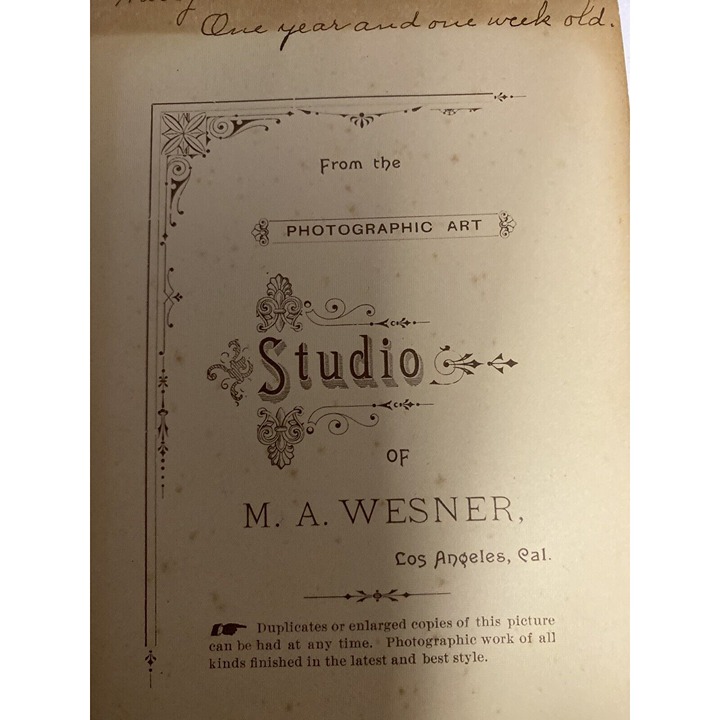 One year and one week old.
From the
PHOTOGRAPHIC ART
Studio
OF
M. A. WESNER,
Los Angeles, Cal.
Duplicates or enlarged copies of this picture
can be had at any time. Photographic work of all
kinds finished in the latest and best style.